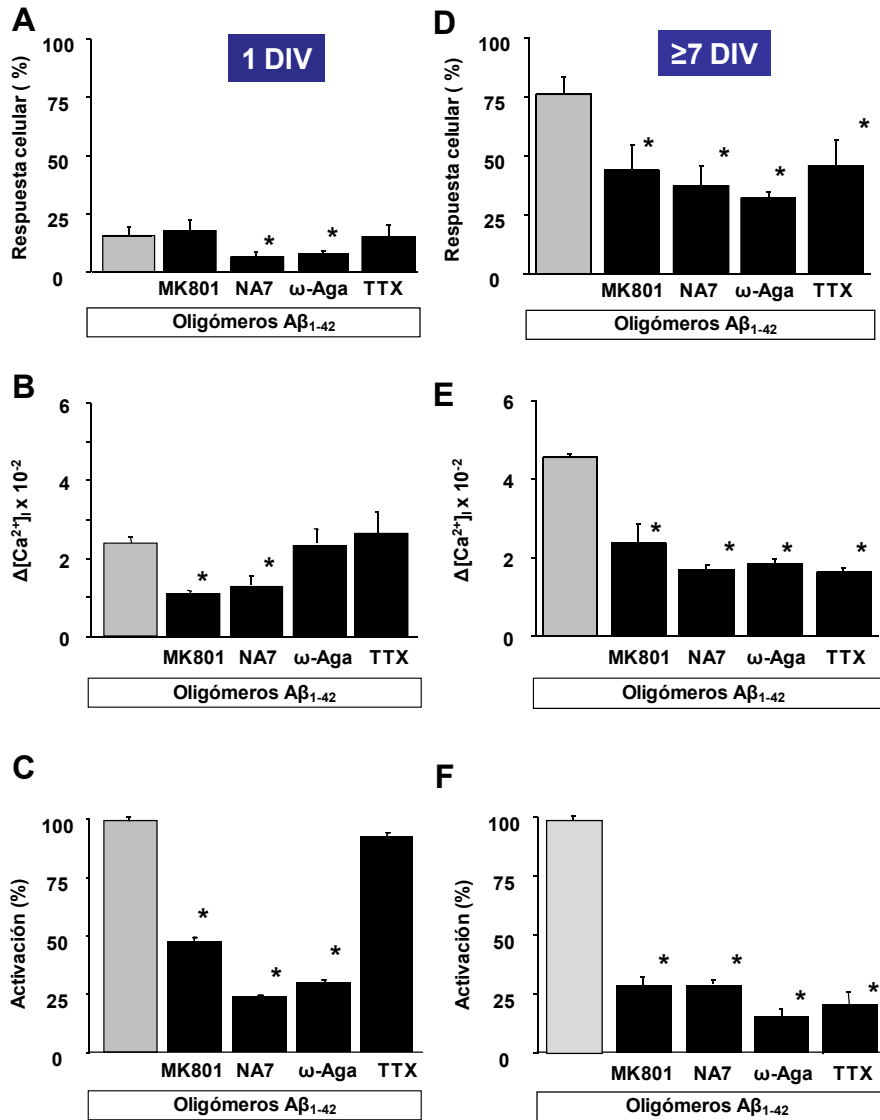 A
Respuesta celular ( %)
100
75
50
25
0
1 DIV
*
*
MK801 NA7 ω-Aga TTX
Oligómeros Aβ1-42
D
Respuesta celular ( %)
100
75
50
25
0
≥7 DIV
*
*
*
*
MK801 NA7 ω-Aga TTX
Oligómeros Aβ1-42
B
Δ[Ca2+]I x 10-2
6
4
2
0
*
*
MK801 NA7 ω-Aga TTX
Oligómeros Aβ1-42
E
Δ[Ca2+]I x 10-2
6
4
2
0
*
*
*
*
MK801 NA7 ω-Aga TTX
Oligómeros Aβ1-42
C
Activación (%)
100
75
50
25
0
*
*
*
MK801 NA7 ω-Aga TTX
Oligómeros Aβ1-42
F
Activación (%)
100
75
50
25
0
*
*
*
*
MK801 NA7 ω-Aga TTX
Oligómeros Aβ1-42